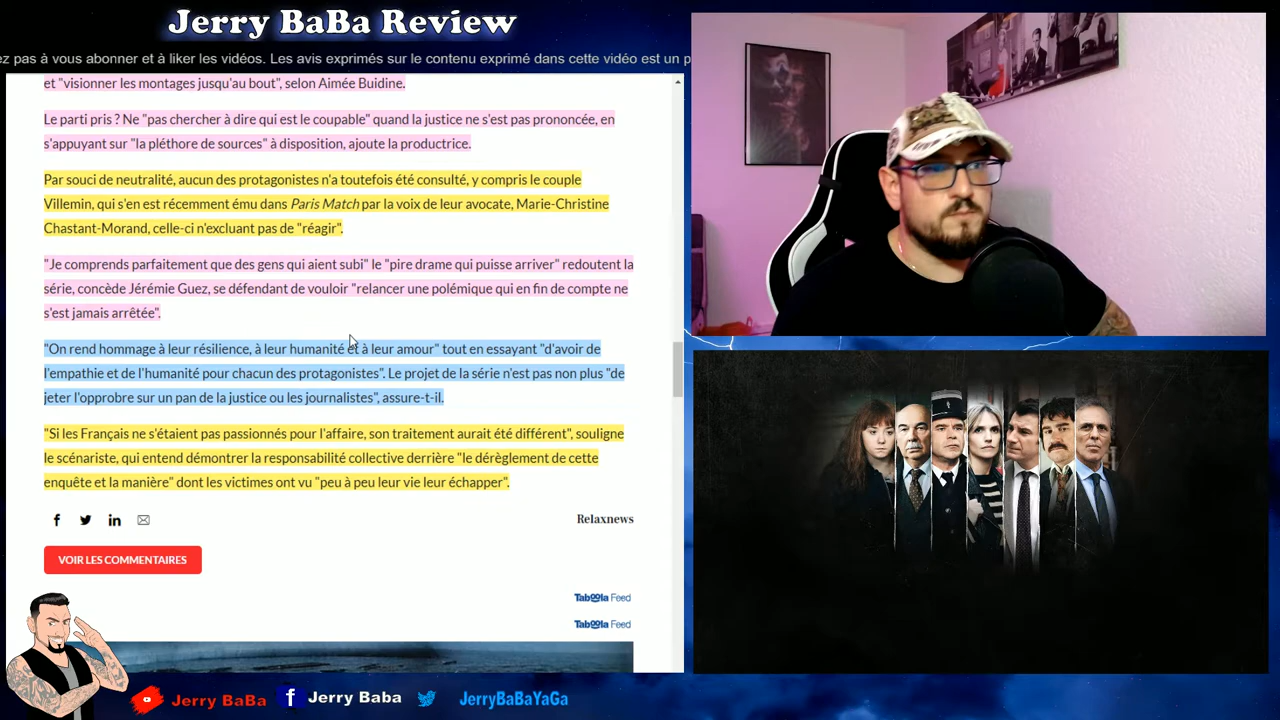 Jerry BaBa Review
ez pas à vous abonner et à liker les vidéos. Les avis exprimés sur le contenu exprimé dans cette vidéo est un p
et "visionner les montages jusqu'au bout", selon Aimée Buidine.
Le parti pris ? Ne "pas chercher à dire qui est le coupable" quand la justice ne s'est pas prononcée, en
s'appuyant sur "la pléthore de sources" à disposition, ajoute la productrice.
Par souci de neutralité, aucun des protagonistes n'a toutefois été consulté, y compris le couple
Villemin, qui s'en est récemment ému dans Paris Match par la voix de leur avocate, Marie-Christine
Chastant-Morand, celle-ci n'excluant pas de "réagir".
"Je comprends parfaitement que des gens qui aient subi" le "pire drame qui puisse arriver" redoutent la
série, concède Jérémie Guez, se défendant de vouloir "relancer une polémique qui en fin de compte ne
s'est jamais arrêtée".
"On rend hommage à leur résilience, à leur humanité et à leur amour" tout en essayant "d'avoir de
l'empathie et de l'humanité pour chacun des protagonistes". Le projet de la série n'est pas non plus "de
jeter l'opprobre sur un pan de la justice ou les journalistes", assure-t-il.
"Si les Français ne s'étaient pas passionnés pour l'affaire, son traitement aurait été différent", souligne
le scénariste, qui entend démontrer la responsabilité collective derrière "le dérèglement de cette
enquête et la manière" dont les victimes ont vu "peu à peu leur vie leur échapper".
Relaxnews
VOIR LES COMMENTAIRES
Taboola Feed
Taboola Feed
Jerry BaBa
Jerry Baba
JerryBaBaYaGa